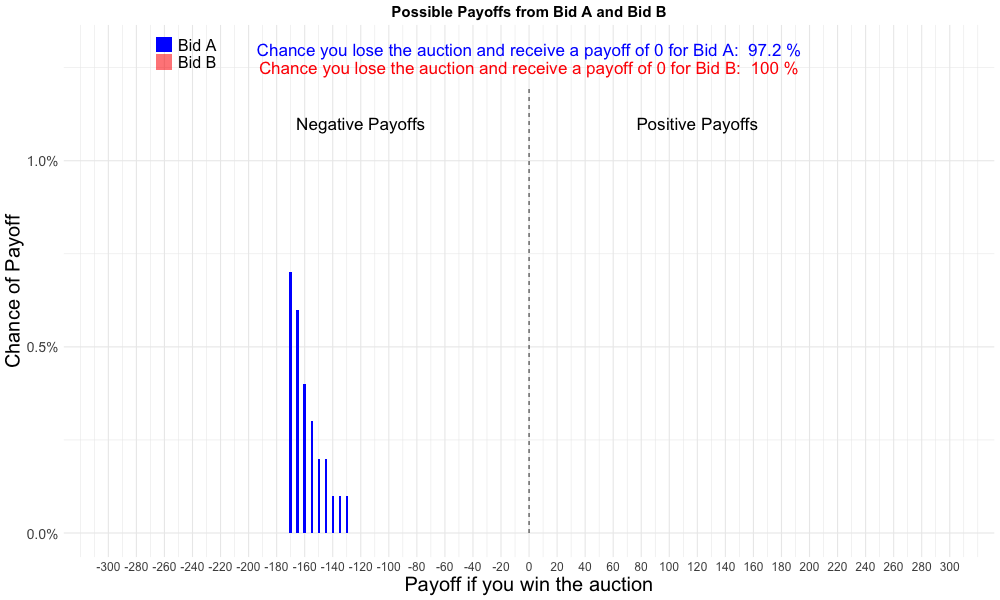 Possible Payoffs from Bid A and Bid B
Bid A
Bid B
Chance you lose the auction and receive a payoff of 0 for Bid A: 97.2 %
Chance you lose the auction and receive a payoff of 0 for Bid B: 100 %
Negative Payoffs
Positive Payoffs
Chance of Payoff
1.0%
0.5%
0.0%
-300 -280 -260 -240 -220 -200 -180 -160 -140 -120 -100 -80 -60 -40 -20 0 20 40 60 80 100 120 140 160 180 200 220 240 260 280 300
Payoff if you win the auction